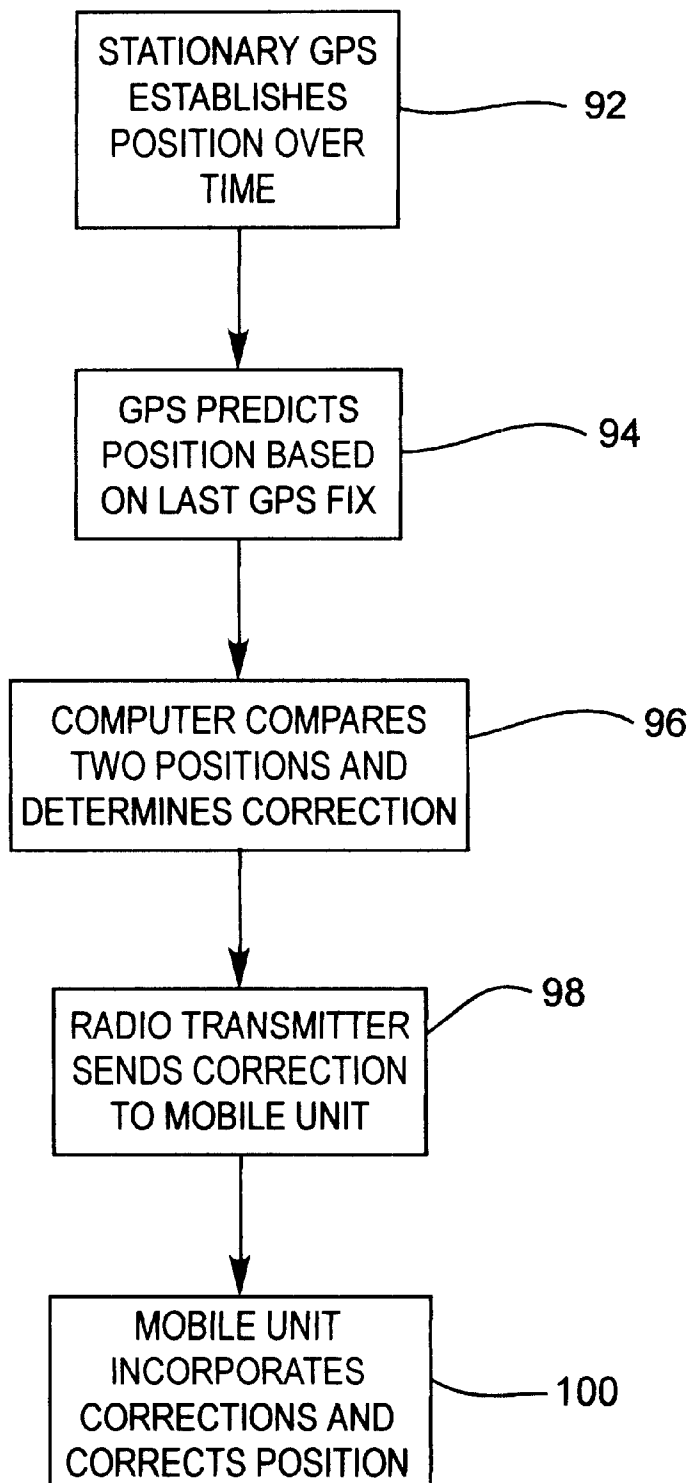 STATIONARY GPS
ESTABLISHES
POSITION OVER
TIME
92
GPS PREDICTS
POSITION BASED
ON LAST GPS FIX
94
COMPUTER COMPARES
TWO POSITIONS AND
DETERMINES CORRECTION
96
RADIO TRANSMITTER
SENDS CORRECTION
TO MOBILE UNIT
98
MOBILE UNIT
INCORPORATES
CORRECTIONS AND
CORRECTS POSITION
100